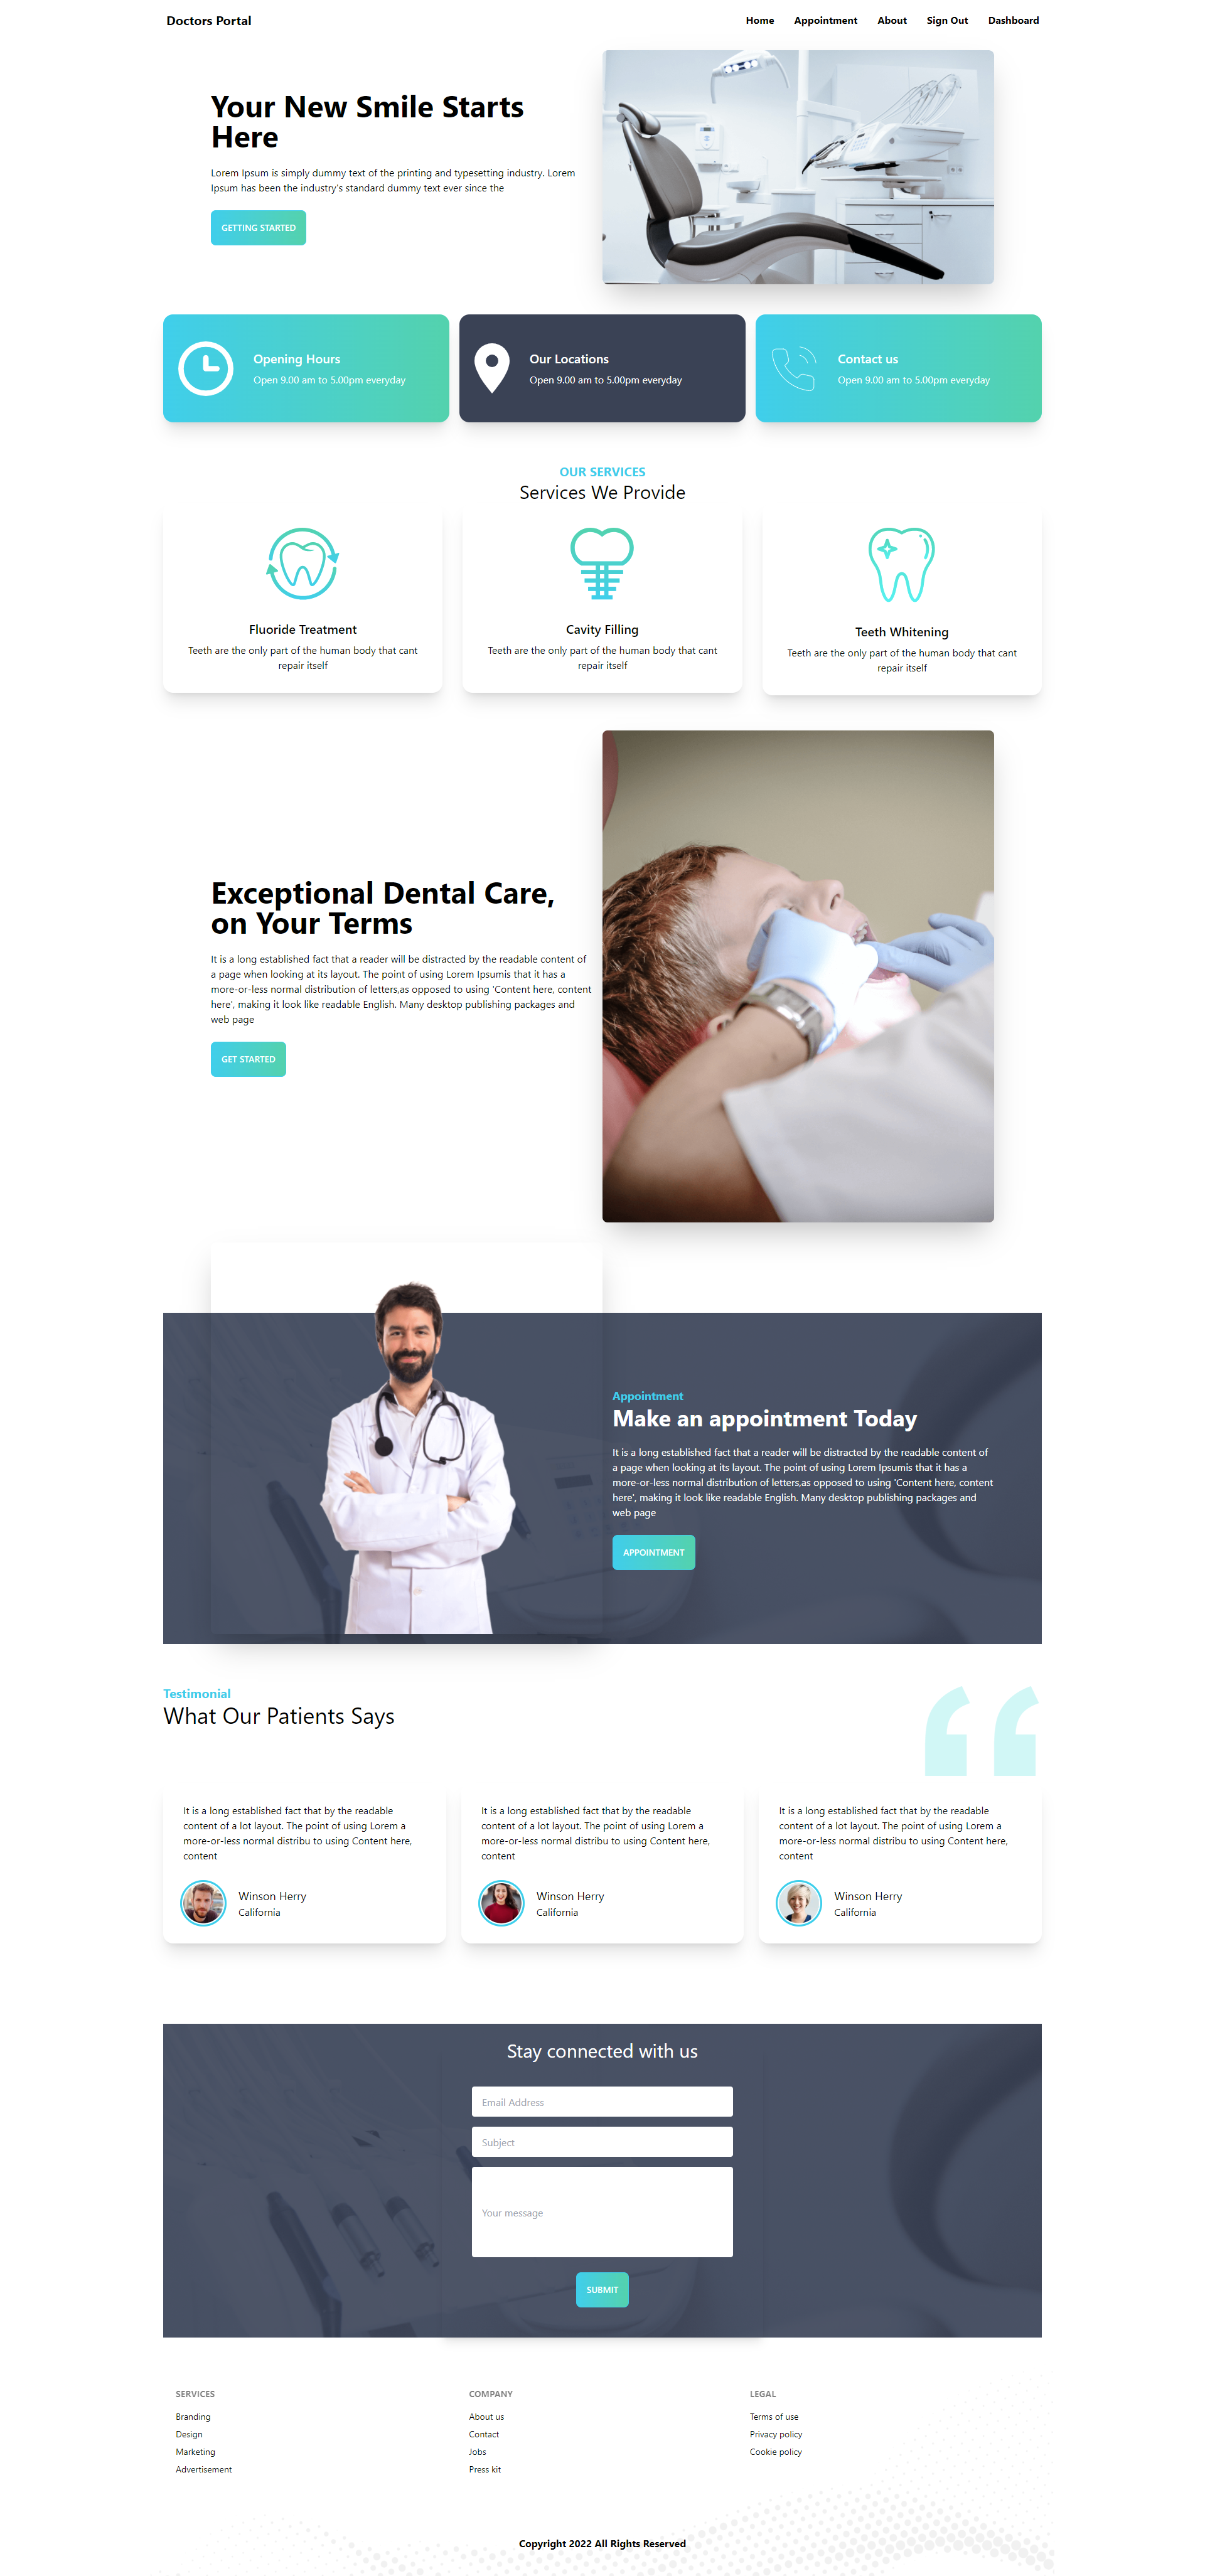 Doctors Portal
Home Appointment About Sign Out Dashboard
Your New Smile Starts
Here
Lorem Ipsum is simply dummy text of the printing and typesetting industry. Lorem
Ipsum has been the industry's standard dummy text ever since the
GETTING STARTED
Opening Hours
Open 9.00 am to 5.00pm everyday
Our Locations
Open 9.00 am to 5.00pm everyday
Contact us
Open 9.00 am to 5.00pm everyday
OUR SERVICES
Services We Provide
Fluoride Treatment
Teeth are the only part of the human body that cant
repair itself
Cavity Filling
Teeth are the only part of the human body that cant
repair itself
Teeth Whitening
Teeth are the only part of the human body that cant
repair itself
Exceptional Dental Care,
on Your Terms
It is a long established fact that a reader will be distracted by the readable content of
a page when looking at its layout. The point of using Lorem Ipsumis that it has a
more-or-less normal distribution of letters,as opposed to using 'Content here, content
here', making it look like readable English. Many desktop publishing packages and
web page
GET STARTED
Appointment
Make an appointment Today
It is a long established fact that a reader will be distracted by the readable content of
a page when looking at its layout. The point of using Lorem Ipsumis that it has a
more-or-less normal distribution of letters,as opposed to using 'Content here, content
here', making it look like readable English. Many desktop publishing packages and
web page
APPOINTMENT
Testimonial
What Our Patients Says
It is a long established fact that by the readable
content of a lot layout. The point of using Lorem a
more-or-less normal distribu to using Content here,
content
Winson Herry
California
It is a long established fact that by the readable
content of a lot layout. The point of using Lorem a
more-or-less normal distribu to using Content here,
content
Winson Herry
California
It is a long established fact that by the readable
content of a lot layout. The point of using Lorem a
more-or-less normal distribu to using Content here,
content
Winson Herry
California
Stay connected with us
Email Address
Subject
Your message
SUBMIT
SERVICES
Branding
Design
Marketing
Advertisement
COMPANY
About us
Contact
Jobs
Press kit
LEGAL
Terms of use
Privacy policy
Cookie policy
Copyright 2022 All Rights Reserved